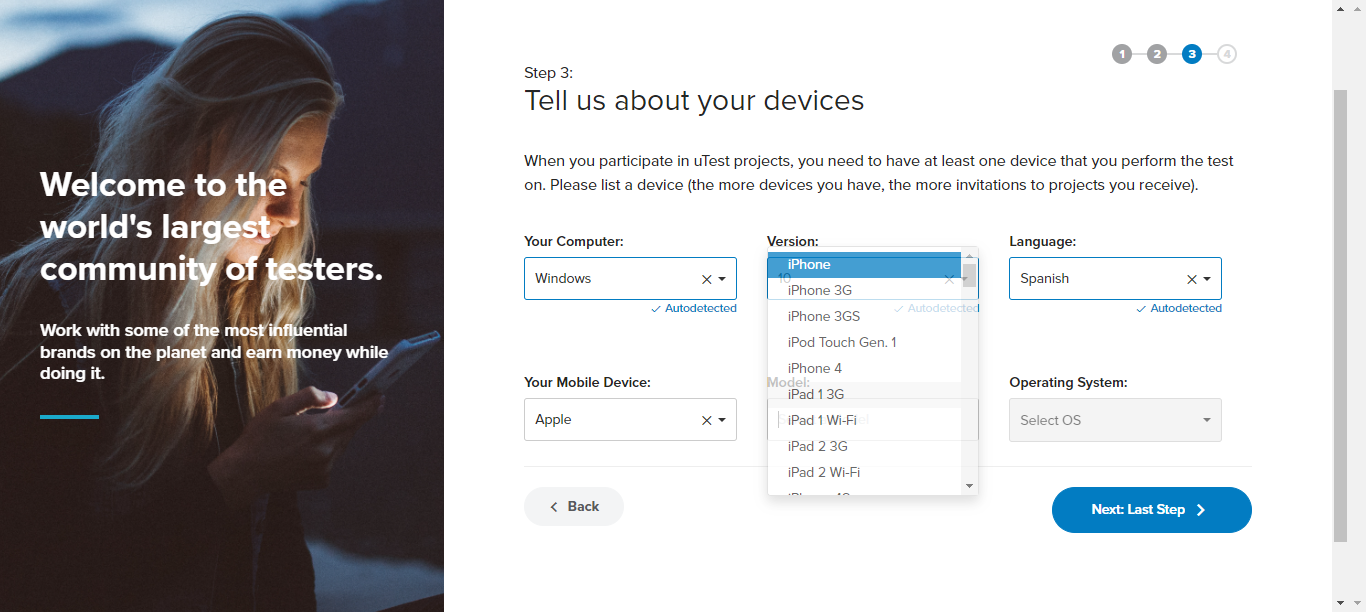 Welcome to the
world's largest
community of testers.
Work with some of the most influential
brands on the planet and earn money while
doing it.
1 2 3 4
Step 3:
Tell us about your devices
When you participate in uTest projects, you need to have at least one device that you perform the test
on. Please list a device (the more devices you have, the more invitations to projects you receive).
Your Computer:
Windows
Autodetected
Version:
10
Autodetected
Language:
Spanish
Autodetected
Your Mobile Device:
Apple
Model:
iPhone
iPhone 3G
iPhone 3GS
iPod Touch Gen. 1
iPhone 4
iPad 1 3G
iPad 1 Wi-Fi
iPad 2 3G
iPad 2 Wi-Fi
Operating System:
Select OS
Back
Next: Last Step